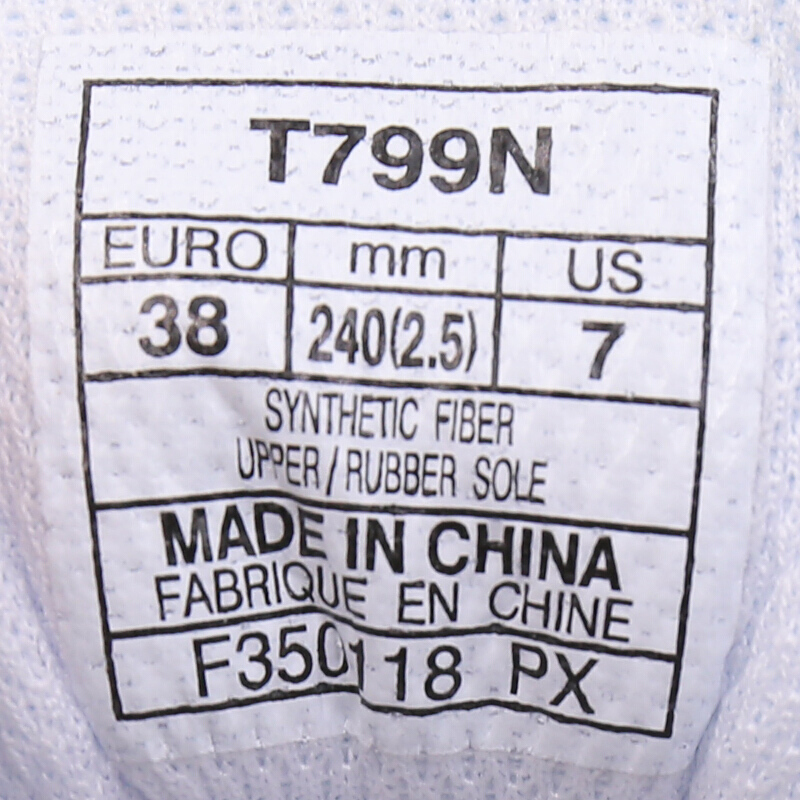 T799N
EURO mm US
38 240(2.5) 7
SYNTHETIC FIBER
UPPER/RUBBER SOLE
MADE IN CHINA
FABRIQUE EN CHINE
F350118 PX